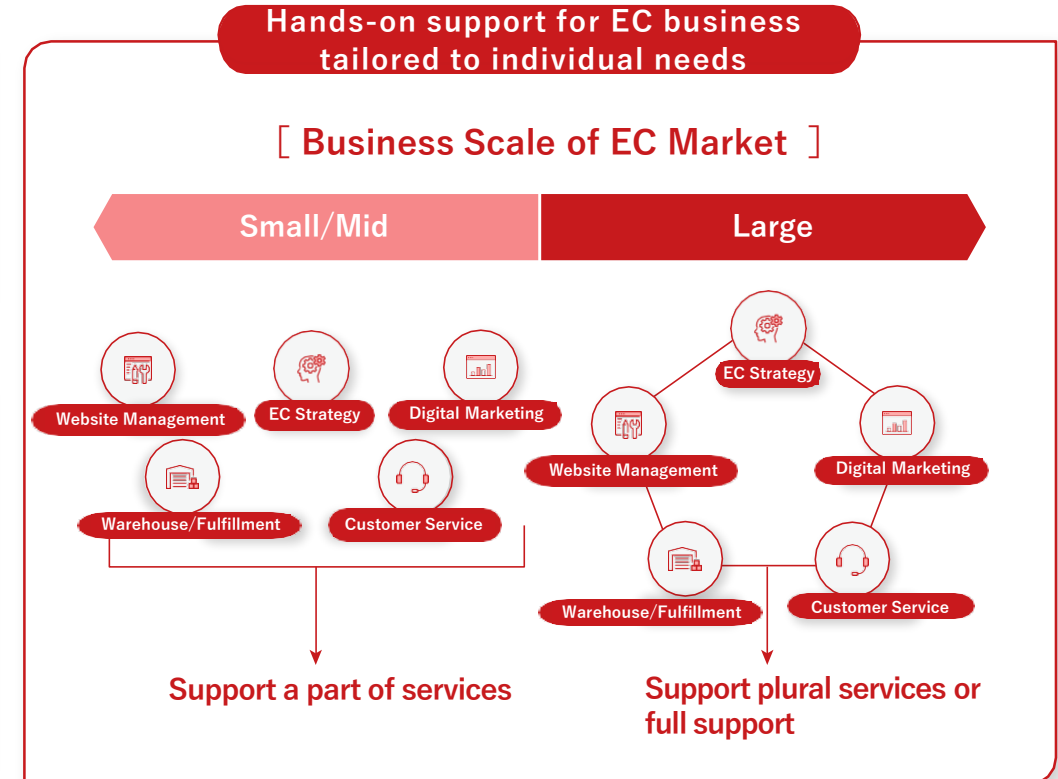 Hands-on support for EC business
tailored to individual needs
[ Business Scale of EC Market ]
Small/Mid
Large
Website Management
EC Strategy
Digital Marketing
Warehouse/Fulfillment
Customer Service
Support a part of services
EC Strategy
Website Management
Digital Marketing
Warehouse/Fulfillment
Customer Service
Support plural services or
full support